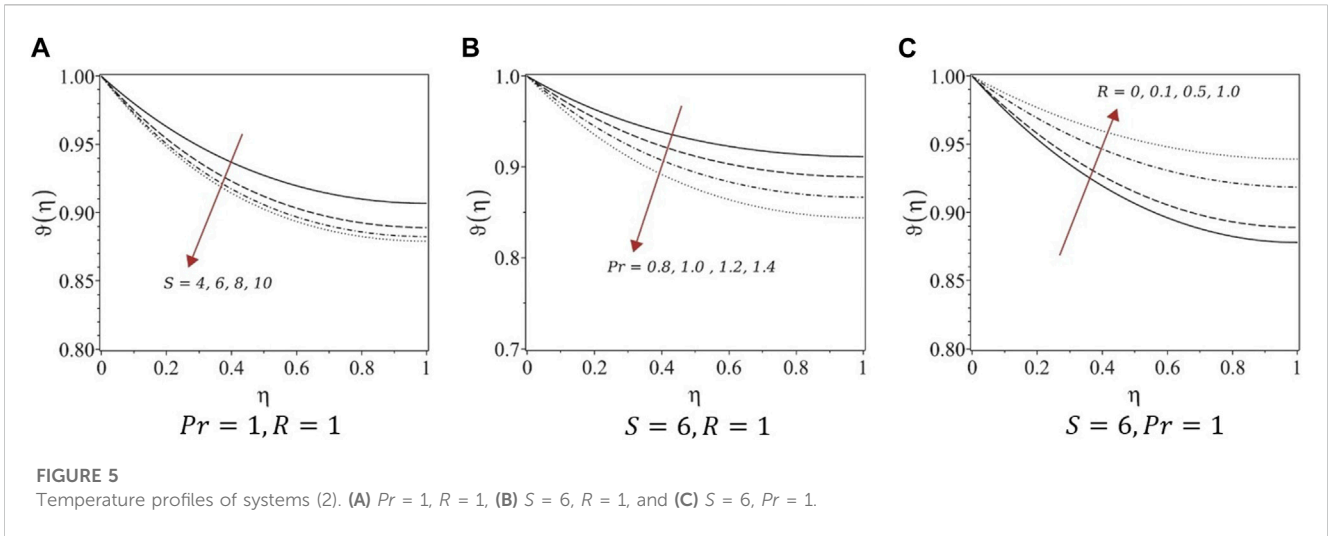 A
1.00
0.95
0.90
0.85
0.80
ϑ(η)
S = 4, 6, 8, 10
0 0.2 0.4 0.6 0.8 1
η
Pr = 1, R = 1
B
1.0
0.9
0.8
0.7
ϑ(η)
Pr = 0.8, 1.0 , 1.2, 1.4
0 0.2 0.4 0.6 0.8 1
η
S = 6, R = 1
C
1.00
0.95
0.90
0.85
0.80
ϑ(η)
R = 0, 0.1, 0.5, 1.0
0 0.2 0.4 0.6 0.8 1
η
S = 6, Pr = 1
FIGURE 5
Temperature profiles of systems (2). (A) Pr = 1, R = 1, (B) S = 6, R = 1, and (C) S = 6, Pr = 1.